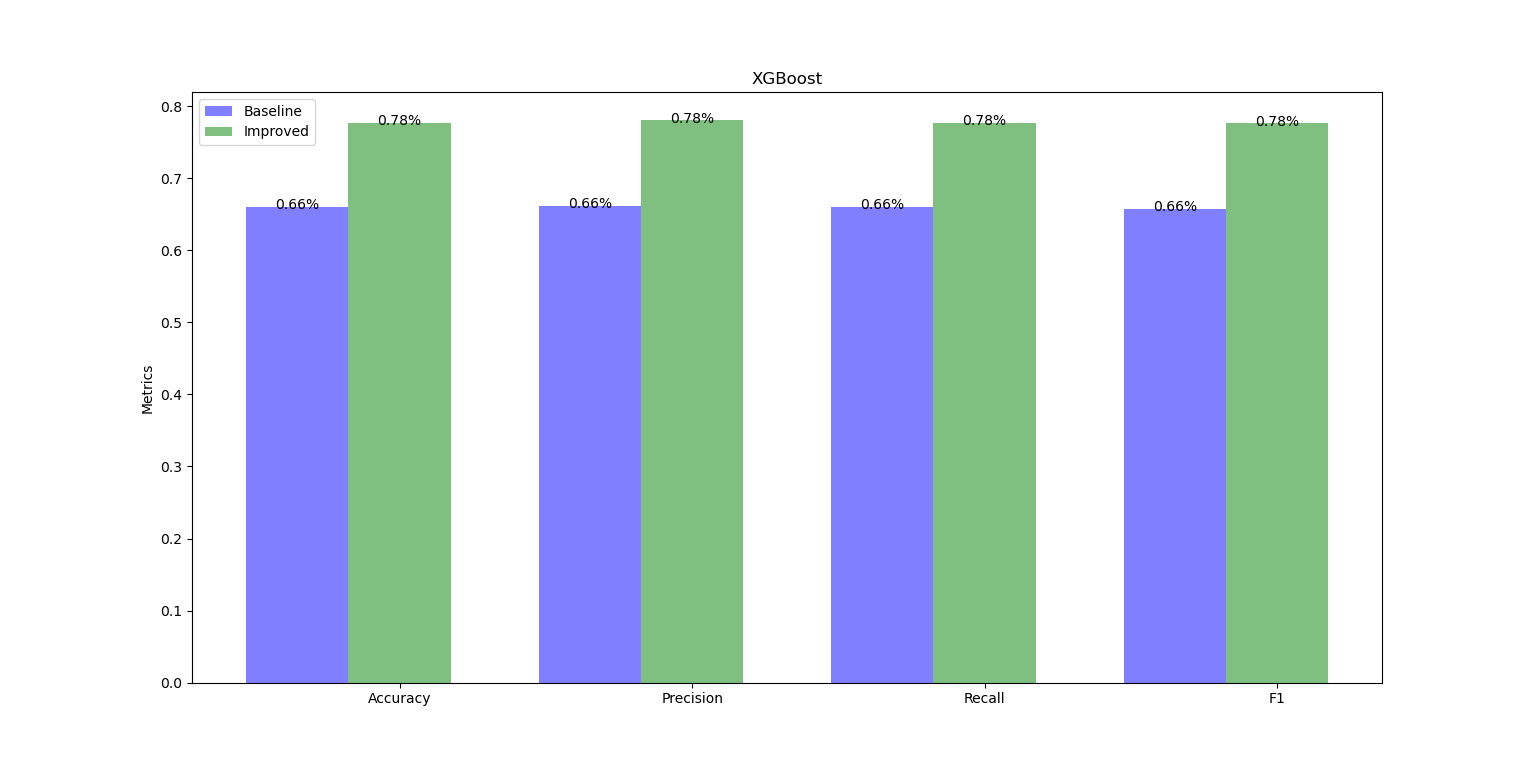 XGBoost
Baseline
Improved
0.8
0.7
0.6
0.5
0.4
0.3
0.2
0.1
0.0
Metrics
0.66%
0.78%
0.66%
0.78%
0.66%
0.78%
0.66%
0.78%
Accuracy
Precision
Recall
F1